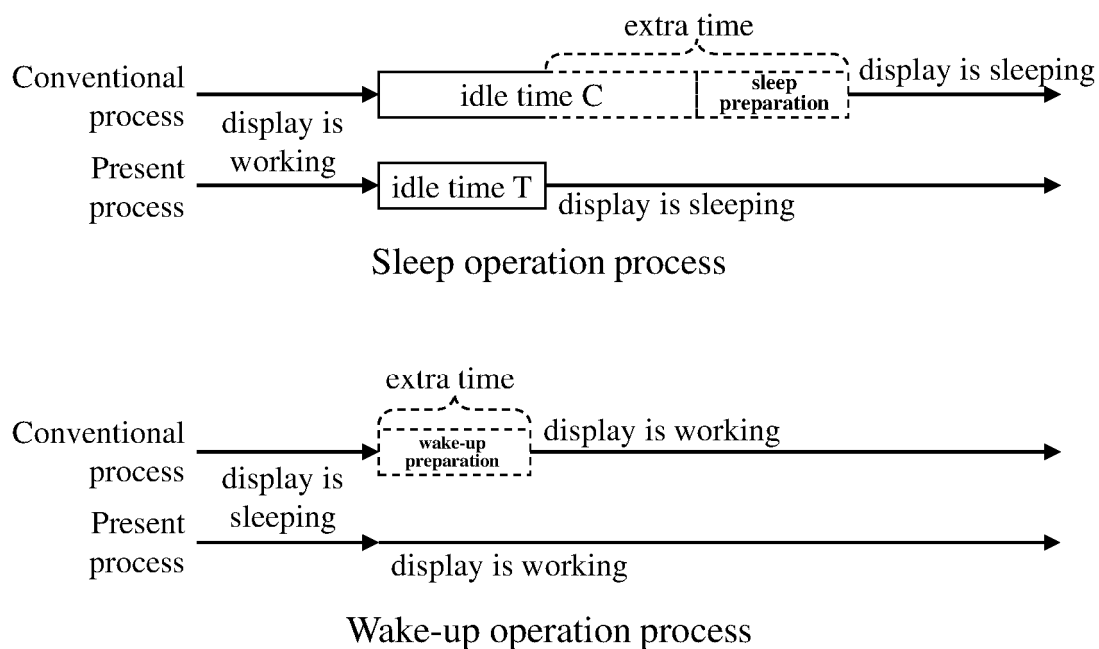 extra time
Conventional
process
idle time C
sleep
preparation
display is sleeping
display is
working
Present
process
idle time T
display is sleeping
Sleep operation process
extra time
Conventional
process
wake-up
preparation
display is working
display is
sleeping
Present
process
display is working
Wake-up operation process